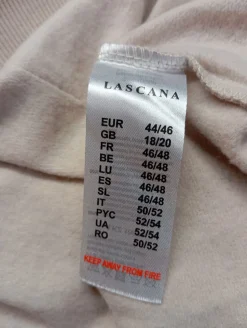 LASCANA
EUR 44/46
GB 18/20
FR 46/48
BE 46/48
LU 46/48
ES 46/48
SL 46/48
IT 50/52
PYC 52/54
UA 52/54
RO 50/52
KEEP AWAY FROM FIRE